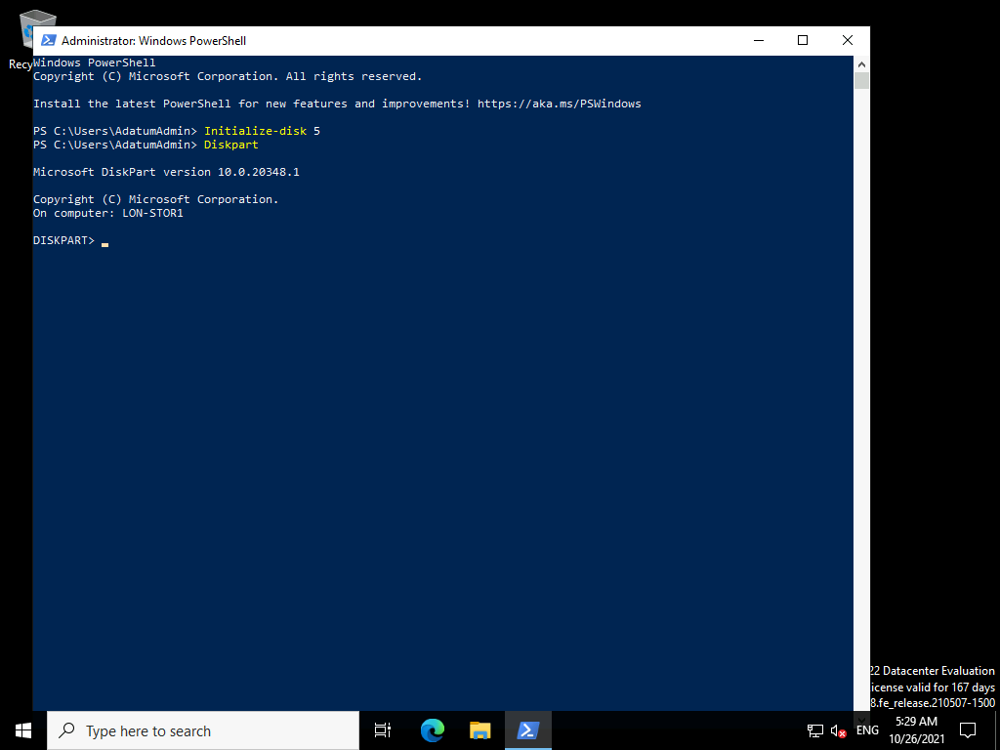 Administrator: Windows PowerShell
Recy
Windows PowerShell
Copyright (C) Microsoft Corporation. All rights reserved.
Install the latest PowerShell for new features and improvements! https://aka.ms/PSWindows
PS C:\Users\AdatumAdmin> Initialize-disk 5
PS C:\Users\AdatumAdmin> Diskpart
Microsoft DiskPart version 10.0.20348.1
Copyright (C) Microsoft Corporation.
On computer: LON-STOR1
DISKPART>
22 Datacenter Evaluation
icense valid for 167 days
8.fe_release.210507-1500
Type here to search
ENG
5:29 AM
10/26/2021